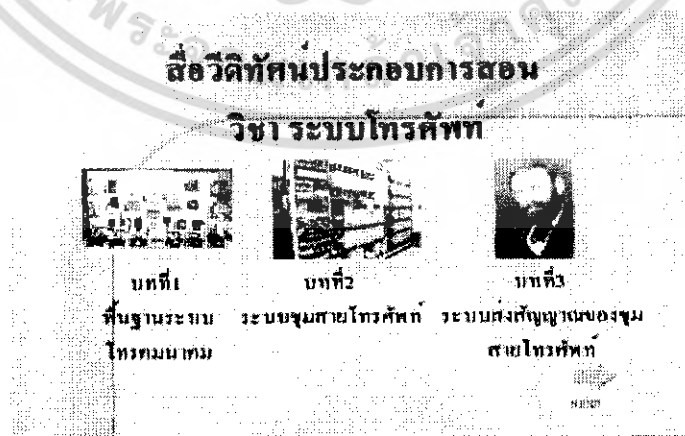 สื่อวีดิทัศน์ประกอบการสอน
วิชา ระบบโทรศัพท์
บทที่1
บทที่2
บทที่3
พื้นฐานระบบ
โทรคมนาคม
ระบบชุมสายโทรศัพท์
ระบบส่งสัญญาณของชุม
สายโทรศัพท์